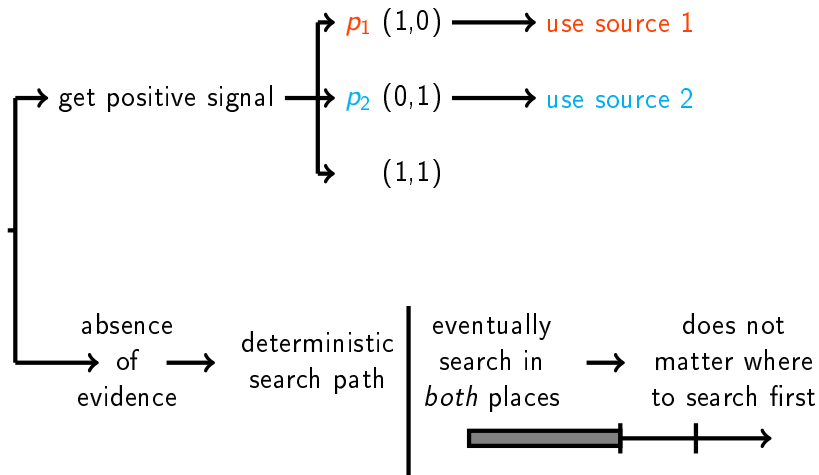 p₁ (1,0) use source 1
get positive signal p₂ (0,1) use source 2
(1,1)
absence
of
evidence
deterministic
search path
eventually
search in
both places
does not
matter where
to search first